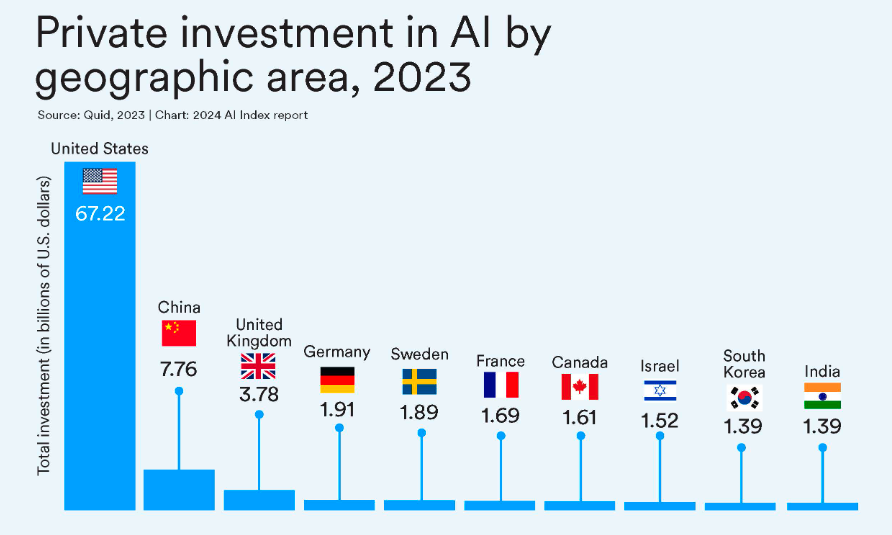 Private investment in AI by
geographic area, 2023
Source: Quid, 2023 | Chart: 2024 AI Index report
Total investment (in billions of U.S. dollars)
United States
67.22
China
7.76
United
Kingdom
3.78
Germany
1.91
Sweden
1.89
France
1.69
Canada
1.61
Israel
1.52
South
Korea
1.39
India
1.39